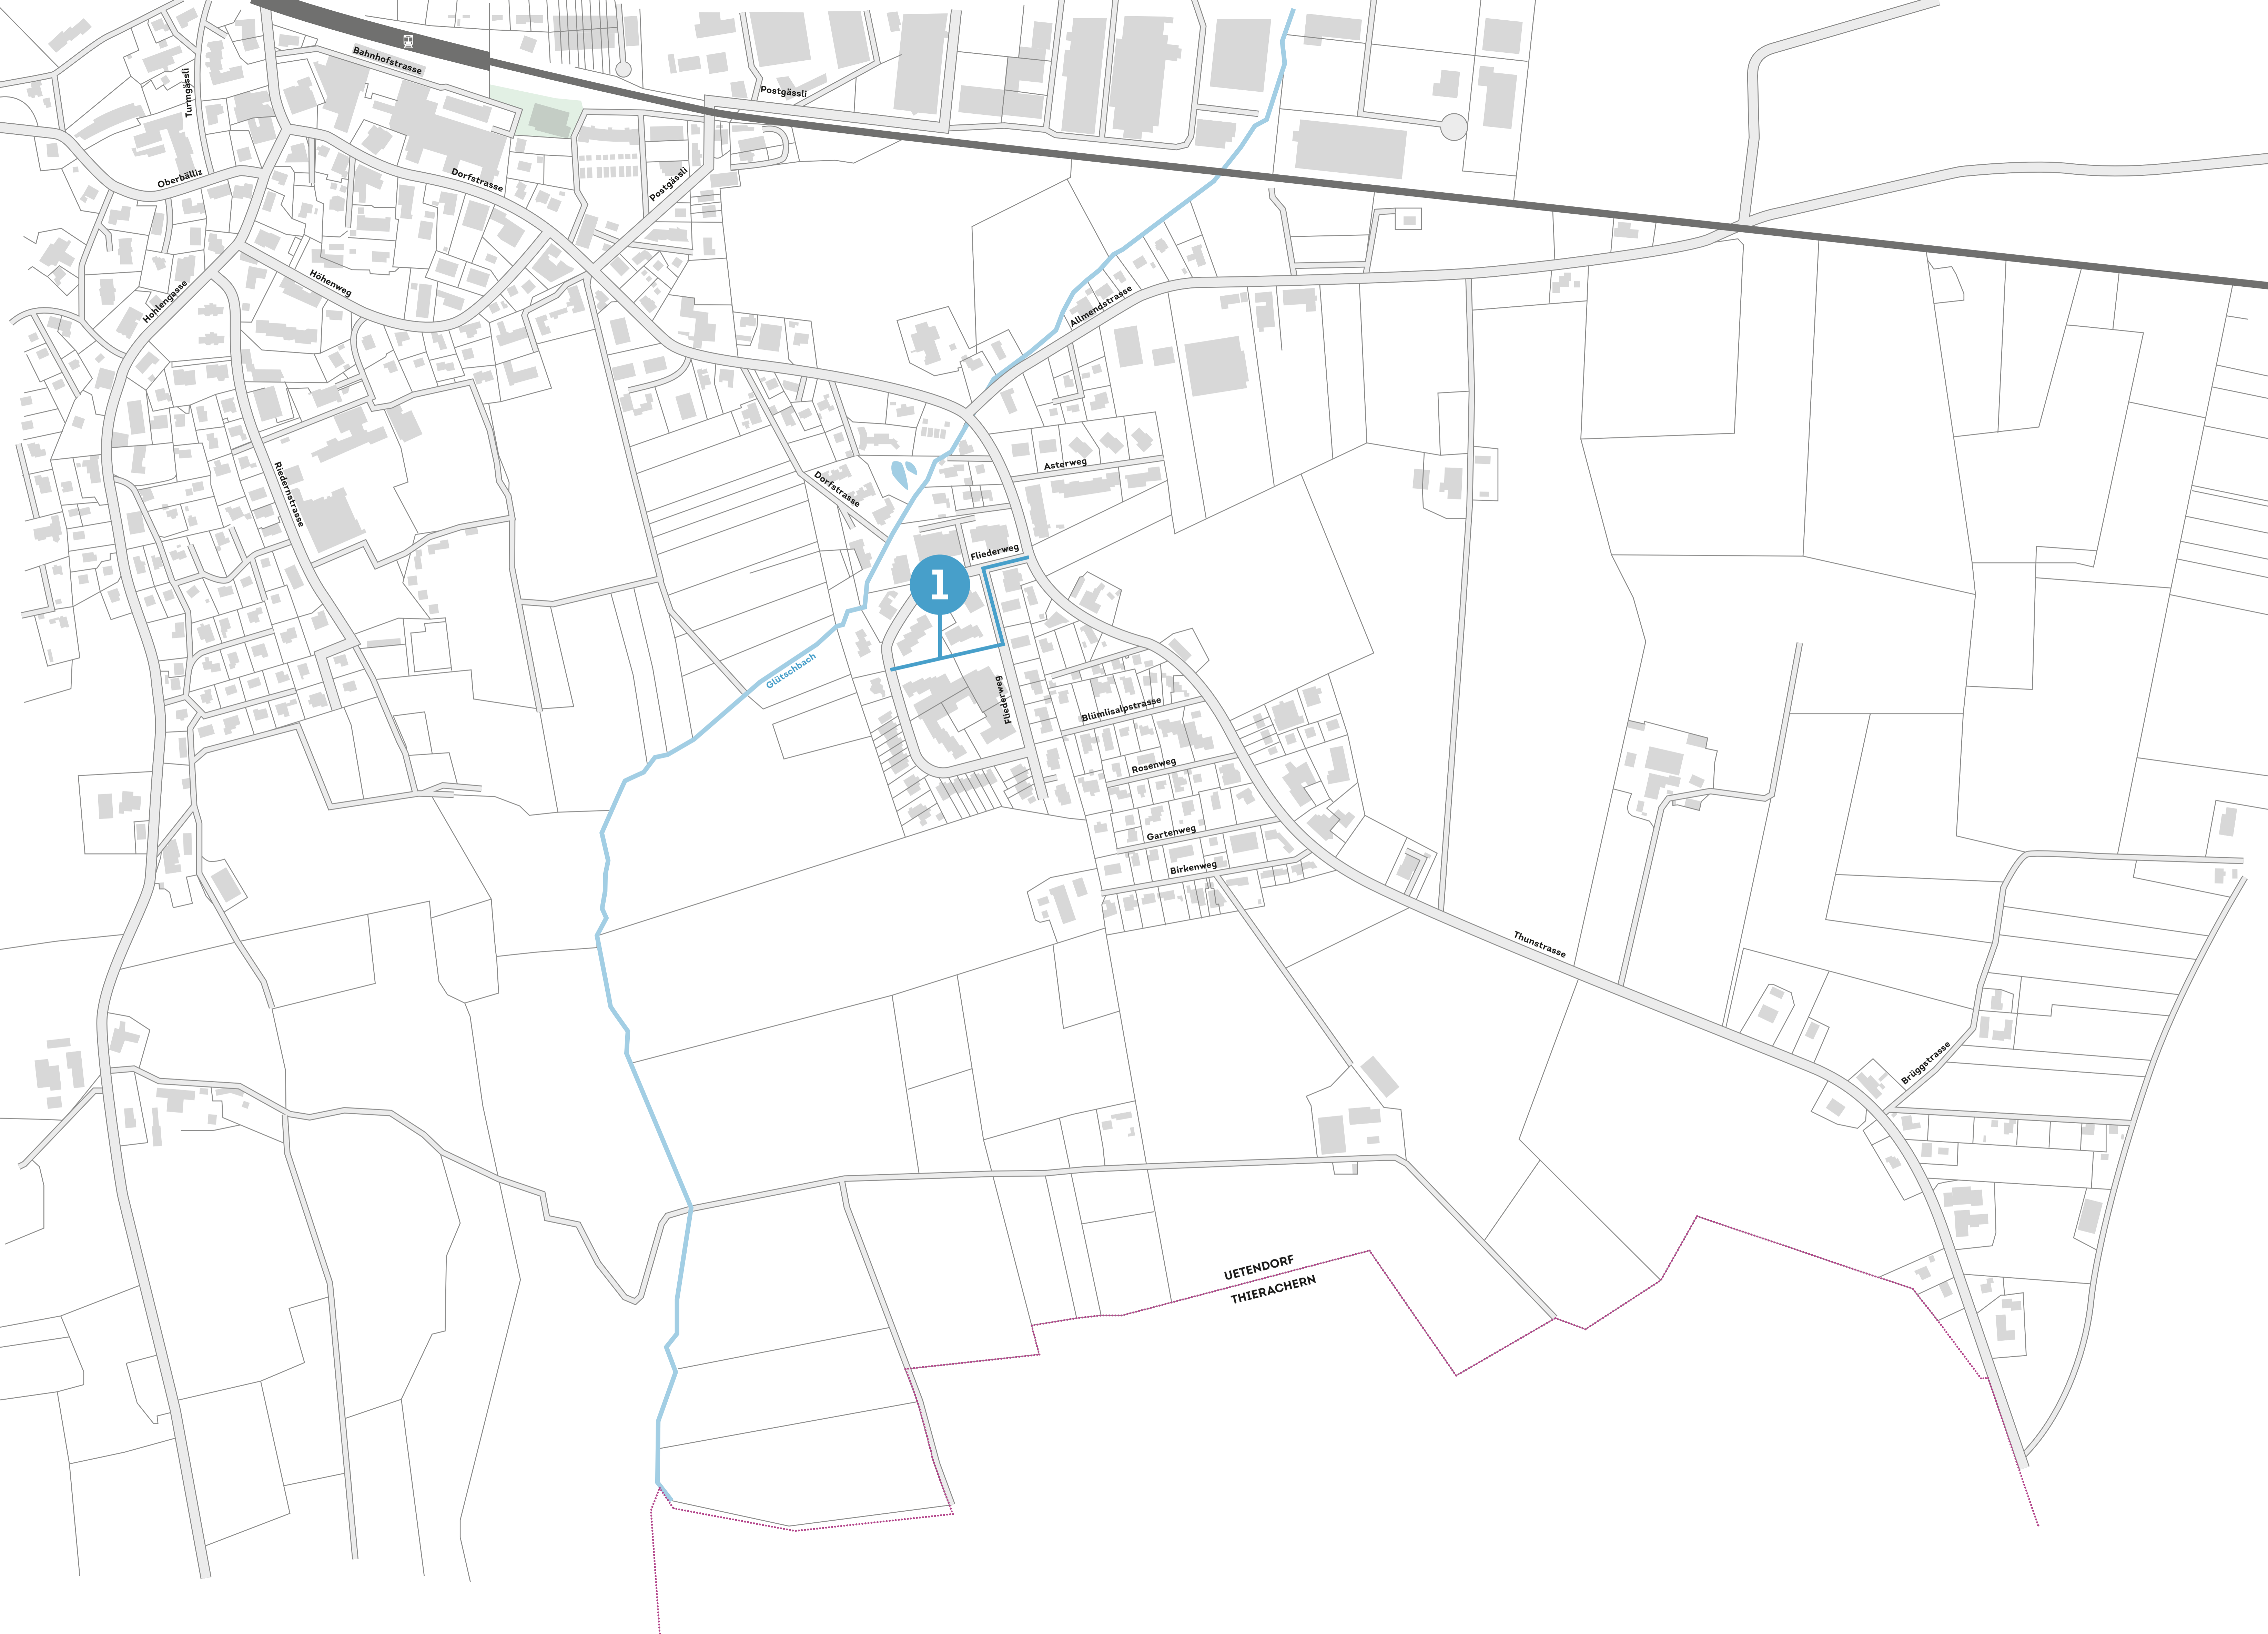 Bahnhofstrasse
Turmgässli
Postgässli
Oberbälliz
Dorfstrasse
Postgässli
Höhenweg
Hohlengasse
Allmendstrasse
Riedernstrasse
Dorfstrasse
Asterweg
Fliederweg
1
Glütschbach
Fliederweg
Blümlisalpstrasse
Rosenweg
Gartenweg
Birkenweg
Thunstrasse
Brüggstrasse
UETENDORF
THIERACHERN